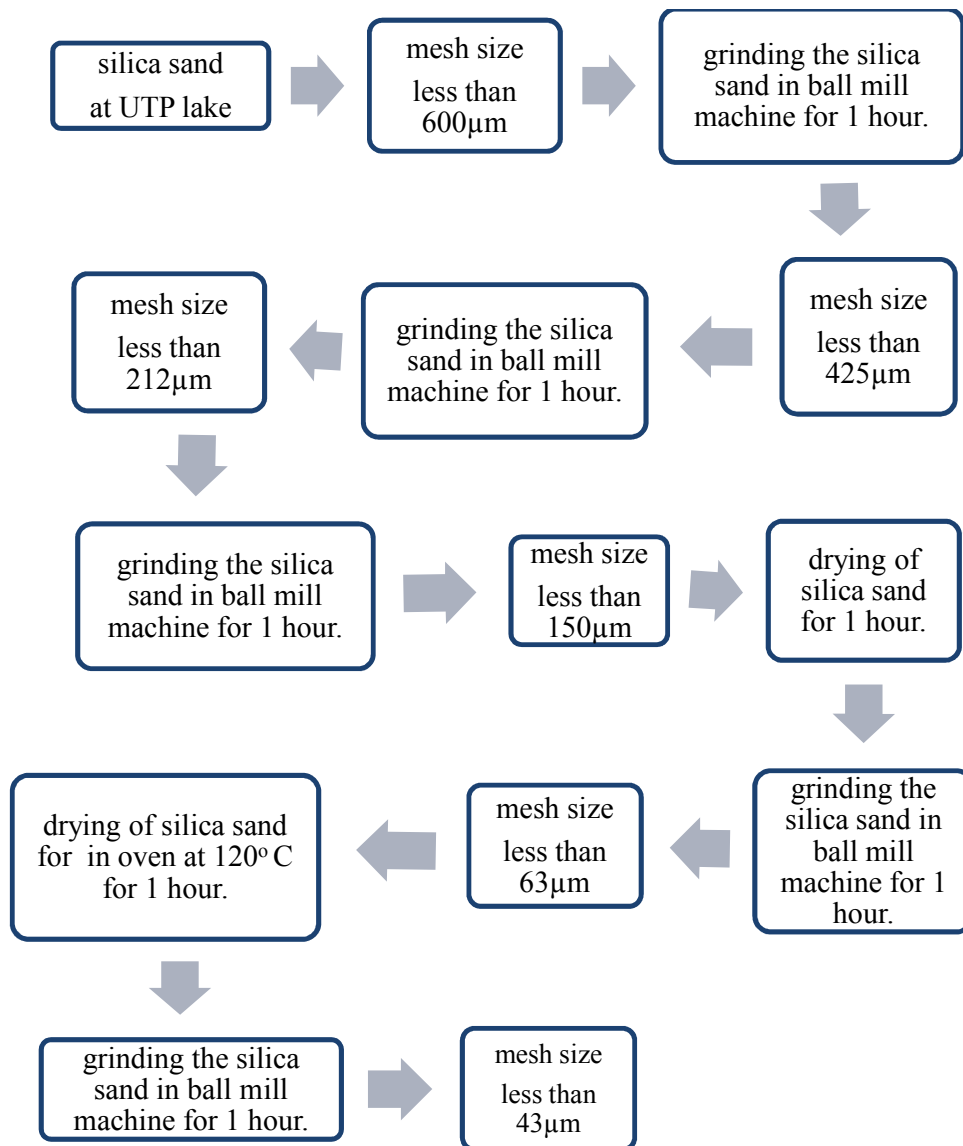 silica sand
at UTP lake
mesh size
less than
600µm
grinding the silica
sand in ball mill
machine for 1 hour.
mesh size
less than
425µm
grinding the silica
sand in ball mill
machine for 1 hour.
mesh size
less than
212µm
grinding the silica
sand in ball mill
machine for 1 hour.
mesh size
less than
150µm
drying of
silica sand
for 1 hour.
grinding the
silica sand in
ball mill
machine for 1
hour.
mesh size
less than
63µm
drying of silica sand
for in oven at 120º C
for 1 hour.
grinding the silica
sand in ball mill
machine for 1 hour.
mesh size
less than
43µm